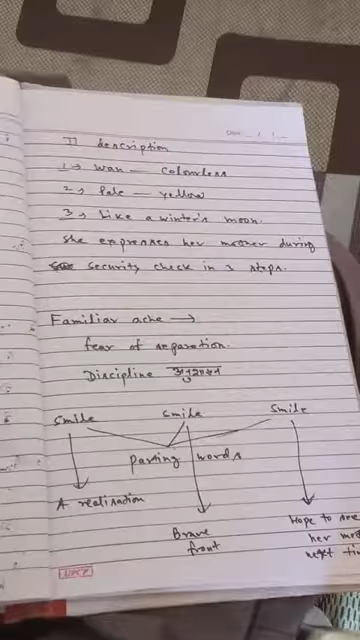 II description
1 → wan — colourless
2 → Pale — yellow
3 → Like a winter's moon.
she expresses her mother during
security check in 3 steps.
Familiar ache →
fear of separation.
Discipline अनुशासन
smile smile smile
parting words
A realisation
Brave
front
Hope to
her
next